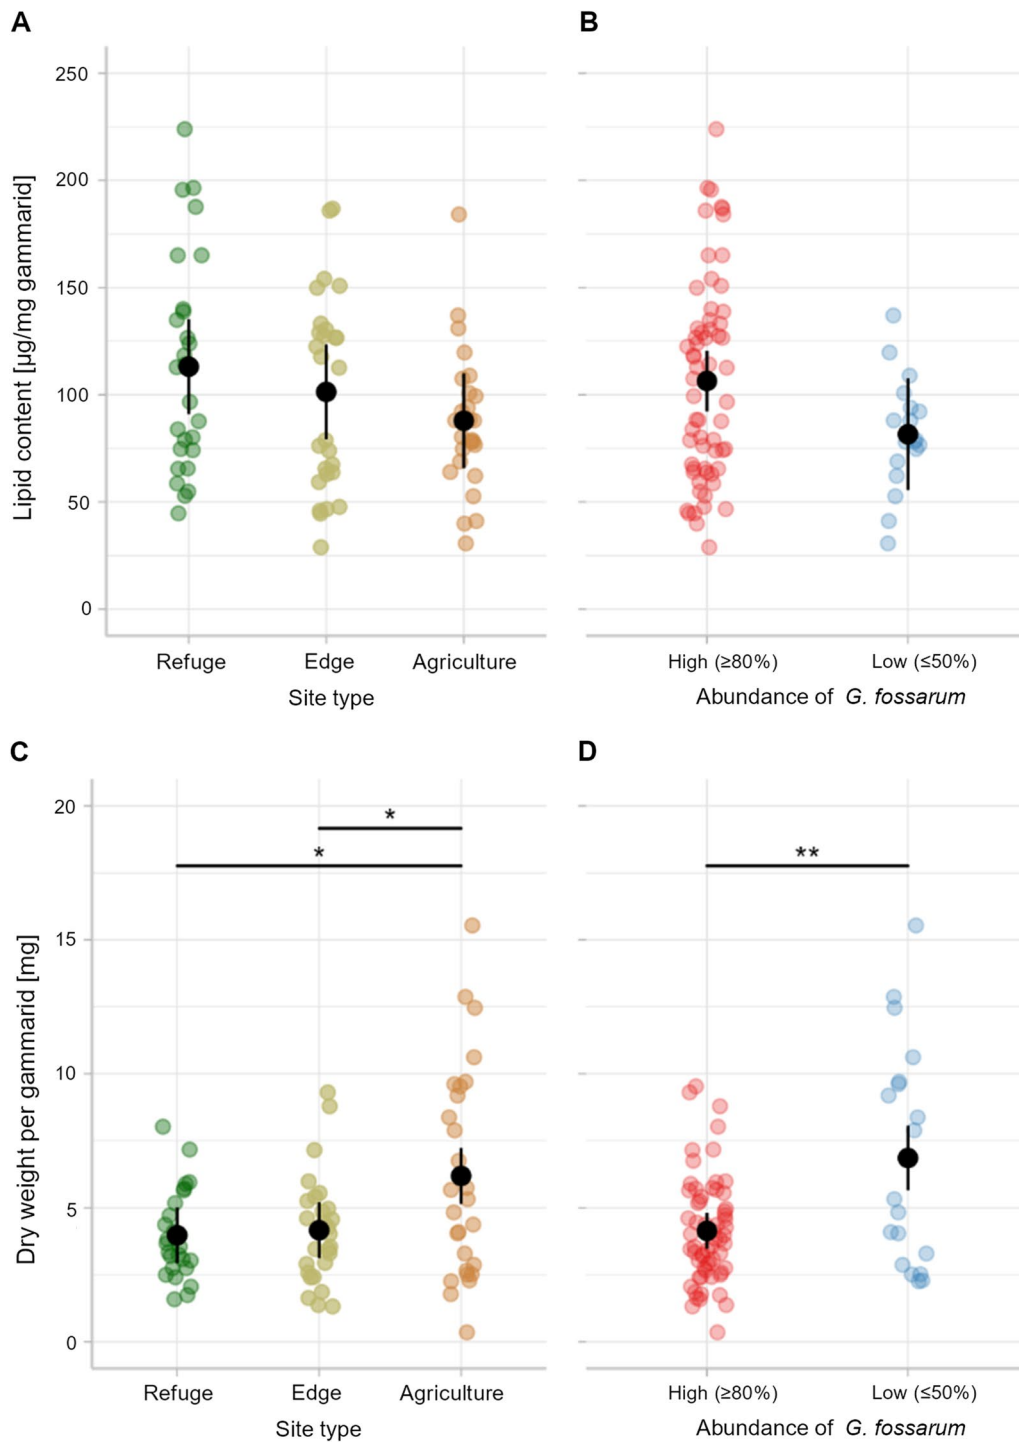 A
B
Lipid content [µg/mg gammarid]
250
200
150
100
50
0
Refuge Edge Agriculture
Site type
High (≥80%) Low (≤50%)
Abundance of G. fossarum
C
D
Dry weight per gammarid [mg]
20
15
10
5
0
*
*
**
Refuge Edge Agriculture
Site type
High (≥80%) Low (≤50%)
Abundance of G. fossarum